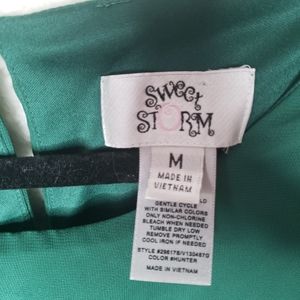 Sweet
STORM
M
MADE IN
VIETNAM
LD
GENTLE CYCLE
WITH SIMILAR COLORS
ONLY NON-CHLORINE
BLEACH WHEN NEEDED
TUMBLE DRY LOW
REMOVE PROMPTLY
COOL IRON IF NEEDED
COLOR #HUNTER
MADE IN VIETNAM